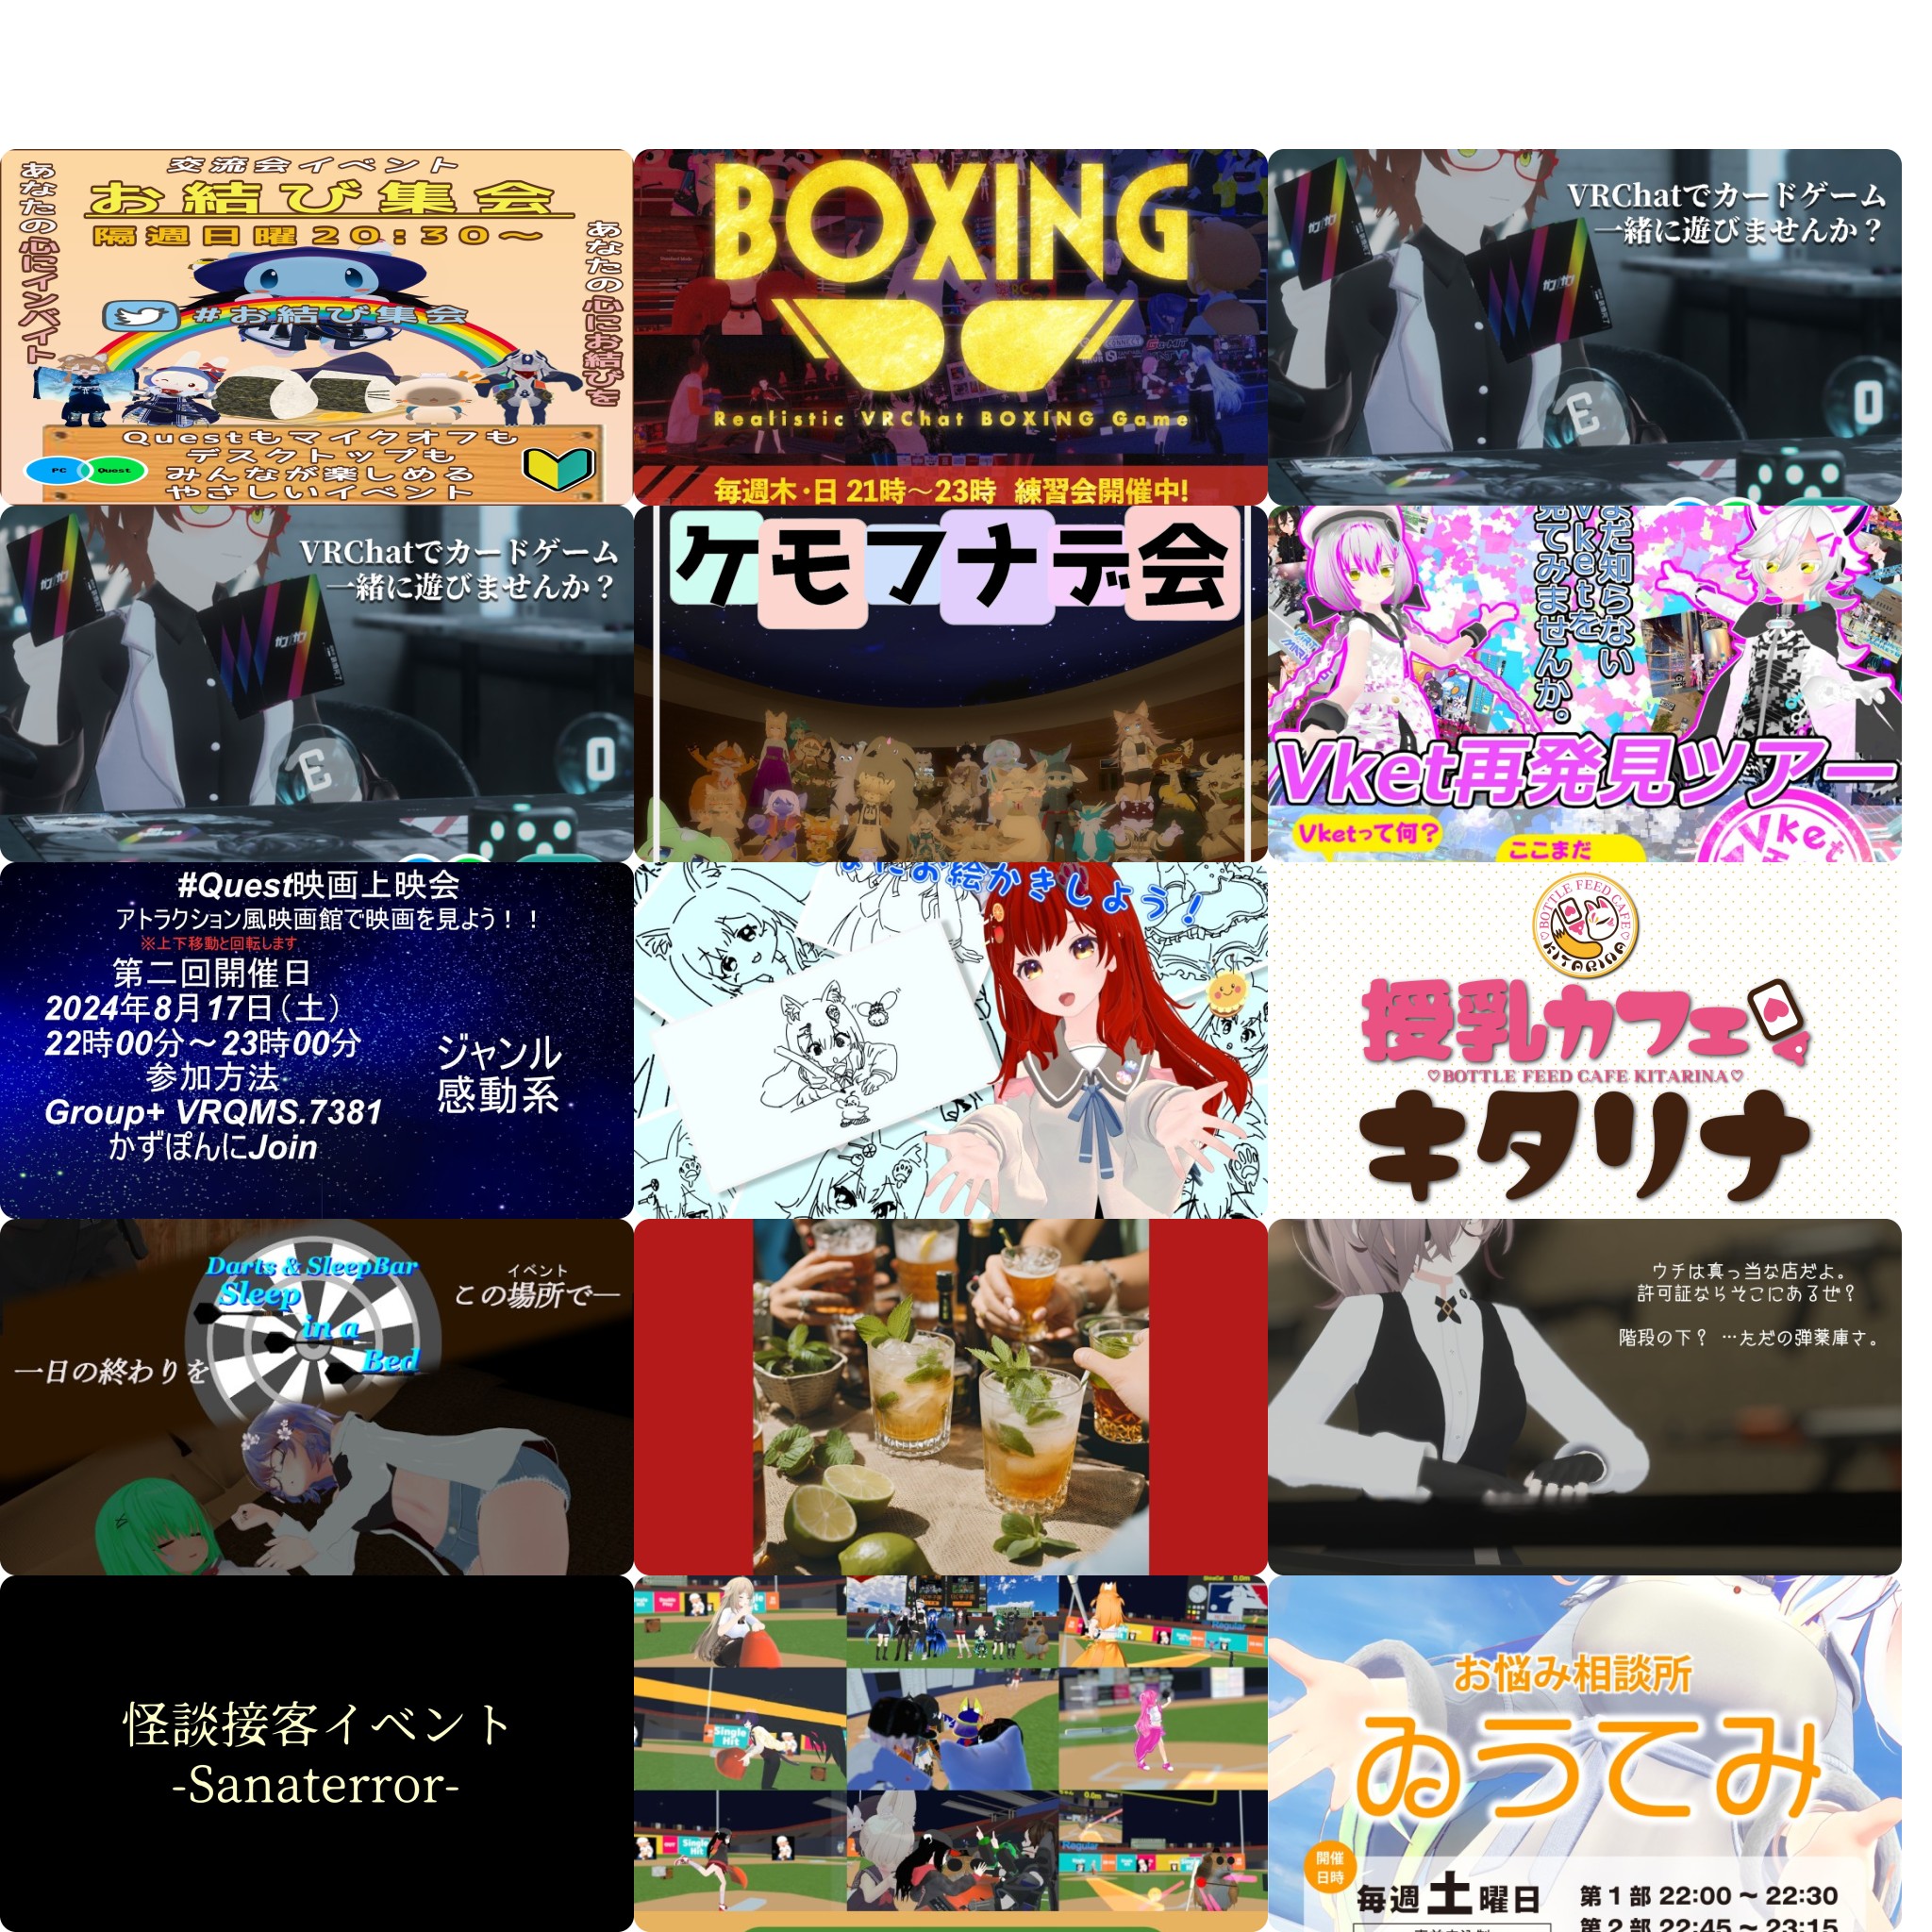 交流会イベント
お結び集会
隔週日曜20:30〜
あなたの心にインバイト
あなたの心にお結びを
#お結び集会
Questもマイクオフも
デスクトップも
みんなが楽しめる
やさしいイベント
PC
Quest
BOXING
Realistic VRChat BOXING Game
毎週木・日 21時〜23時 練習会開催中!
VRChatでカードゲーム
一緒に遊びませんか？
VRChatでカードゲーム
一緒に遊びませんか？
ケモフナデ会
まだ知らない
Vketを
見てみませんか。
Vket再発見ツアー
Vketって何?
ここまだ
Vket
#Quest映画上映会
アトラクション風映画館で映画を見よう！！
※上下移動と回転します
第二回開催日
2024年8月17日（土）
22時00分～23時00分
参加方法
Group+ VRQMS.7381
かずぽんにJoin
ジャンル
感動系
お絵かきしよう！
BOTTLE FEED CAFE
KITARINA
授乳カフェ
♡BOTTLE FEED CAFE KITARINA♡
キタリナ
Darts & SleepBar
Sleep
in a
Bed
イベント
この場所で―
一日の終わりを
ウチは真っ当な店だよ。
許可証ならそこにあるぜ？
階段の下？ …ただの弾薬庫さ。
怪談接客イベント
-Sanaterror-
Single
Hit
Single
Hit
Regular
お悩み相談所
ゐうてみ
開催
日時
毎週土曜日
第1部 22:00 ~ 22:30
第2部 22:45 ~ 23:15